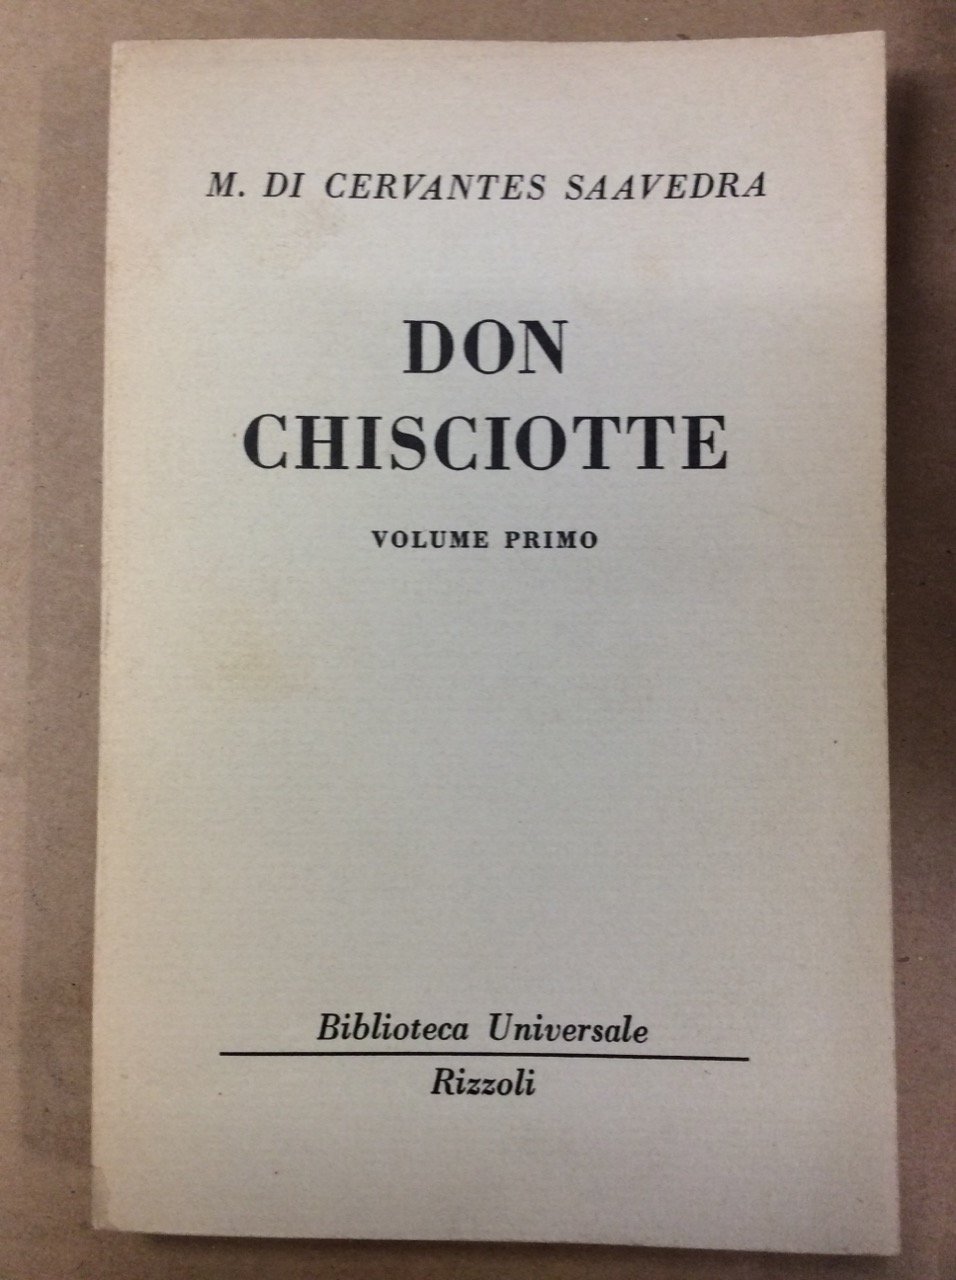 M. DI CERVANTES SAAVEDRA
DON
CHISCIOTTE
VOLUME PRIMO
Biblioteca Universale
Rizzoli